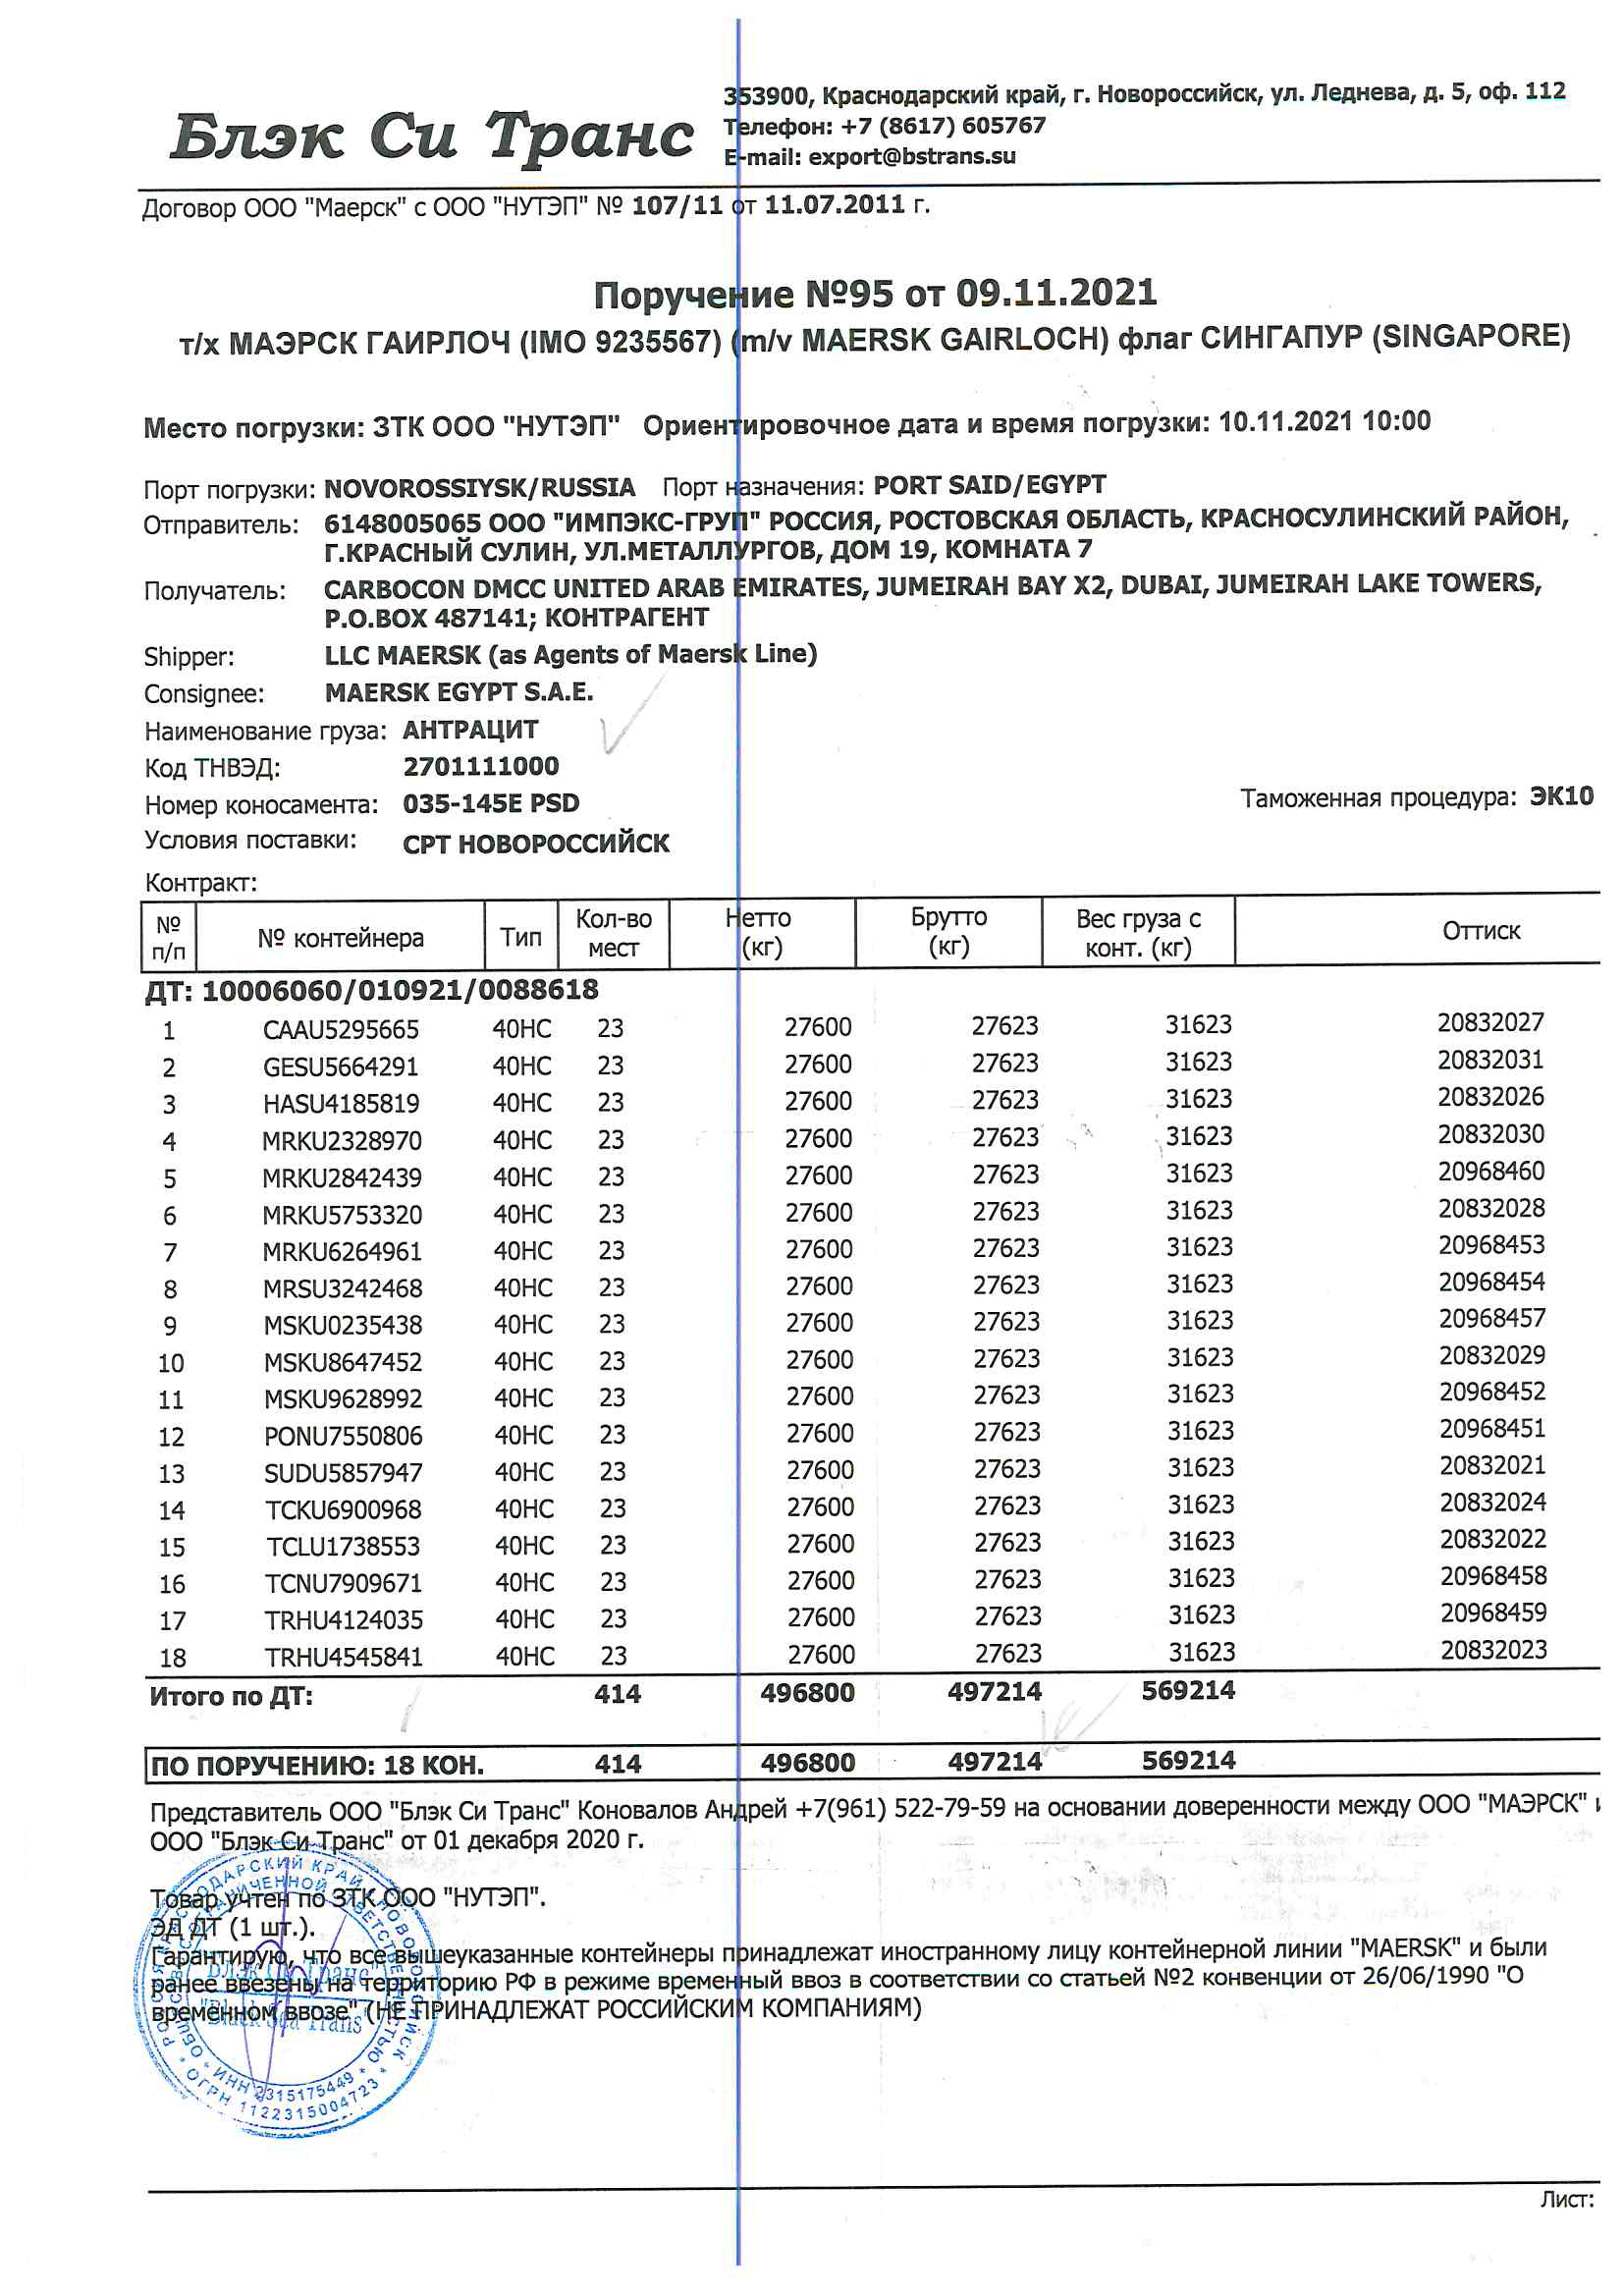 Блэк Си Транс
353900, Краснодарский край, г. Новороссийск, ул. Леднева, д. 5, оф. 112
Телефон: +7 (8617) 605767
E-mail: export@bstrans.su
Договор ООО "Маерск" с ООО "НУТЭП" № 107/11 от 11.07.2011 г.
Поручение №95 от 09.11.2021
т/х МАЭРСК ГАИРЛОЧ (IMO 9235567) (m/v MAERSK GAIRLOCH) флаг СИНГАПУР (SINGAPORE)
Место погрузки: ЗТК ООО "НУТЭП" Ориентировочное дата и время погрузки: 10.11.2021 10:00
Порт погрузки: NOVOROSSIYSK/RUSSIA Порт назначения: PORT SAID/EGYPT
Отправитель: 6148005065 ООО "ИМПЭКС-ГРУП" РОССИЯ, РОСТОВСКАЯ ОБЛАСТЬ, КРАСНОСУЛИНСКИЙ РАЙОН,
Г.КРАСНЫЙ СУЛИН, УЛ.МЕТАЛЛУРГОВ, ДОМ 19, КОМНАТА 7
Получатель: CARBOCON DMCC UNITED ARAB EMIRATES, JUMEIRAH BAY X2, DUBAI, JUMEIRAH LAKE TOWERS,
P.O.BOX 487141; КОНТРАГЕНТ
Shipper: LLC MAERSK (as Agents of Maersk Line)
Consignee: MAERSK EGYPT S.A.E.
Наименование груза: АНТРАЦИТ
Код ТНВЭД: 2701111000
Номер коносамента: 035-145E PSD Таможенная процедура: ЭК10
Условия поставки: CPT НОВОРОССИЙСК
Контракт:
№ п/п № контейнера Тип Кол-во мест Нетто (кг) Брутто (кг) Вес груза с конт. (кг) Оттиск
ДТ: 10006060/010921/0088618
1 CAAU5295665 40HC 23 27600 27623 31623 20832027
2 GESU5664291 40HC 23 27600 27623 31623 20832031
3 HASU4185819 40HC 23 27600 27623 31623 20832026
4 MRKU2328970 40HC 23 27600 27623 31623 20832030
5 MRKU2842439 40HC 23 27600 27623 31623 20968460
6 MRKU5753320 40HC 23 27600 27623 31623 20832028
7 MRKU6264961 40HC 23 27600 27623 31623 20968453
8 MRSU3242468 40HC 23 27600 27623 31623 20968454
9 MSKU0235438 40HC 23 27600 27623 31623 20968457
10 MSKU8647452 40HC 23 27600 27623 31623 20832029
11 MSKU9628992 40HC 23 27600 27623 31623 20968452
12 PONU7550806 40HC 23 27600 27623 31623 20968451
13 SUDU5857947 40HC 23 27600 27623 31623 20832021
14 TCKU6900968 40HC 23 27600 27623 31623 20832024
15 TCLU1738553 40HC 23 27600 27623 31623 20832022
16 TCNU7909671 40HC 23 27600 27623 31623 20968458
17 TRHU4124035 40HC 23 27600 27623 31623 20968459
18 TRHU4545841 40HC 23 27600 27623 31623 20832023
Итого по ДТ: 414 496800 497214 569214
ПО ПОРУЧЕНИЮ: 18 КОН. 414 496800 497214 569214
Представитель ООО "Блэк Си Транс" Коновалов Андрей +7(961) 522-79-59 на основании доверенности между ООО "МАЭРСК" и
ООО "Блэк Си Транс" от 01 декабря 2020 г.
Товар учтен по ЗТК ООО "НУТЭП".
ЭД ДТ (1 шт.).
Гарантирую, что все вышеуказанные контейнеры принадлежат иностранному лицу контейнерной линии "MAERSK" и были
ранее ввезены на территорию РФ в режиме временный ввоз в соответствии со статьей №2 конвенции от 26/06/1990 "О
временном ввозе" (НЕ ПРИНАДЛЕЖАТ РОССИЙСКИМ КОМПАНИЯМ)
"Блэк Си Транс"
"Black Sea Trans"
ИНН 2315175449
ОГРН 1122315004723
Лист: